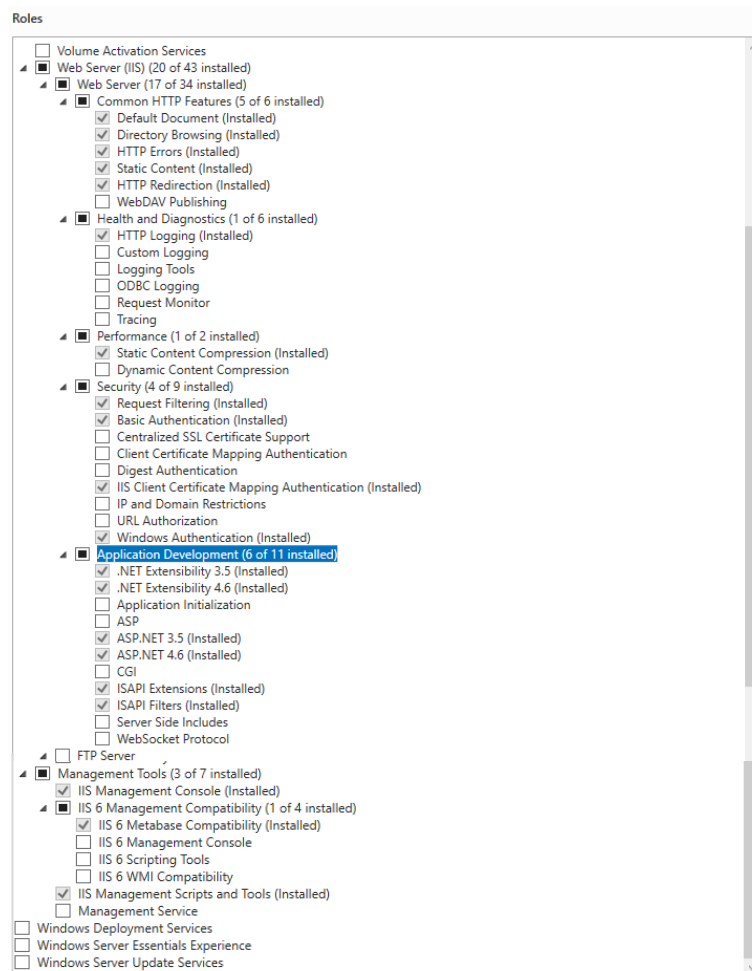 Roles
Volume Activation Services
Web Server (IIS) (20 of 43 installed)
Web Server (17 of 34 installed)
Common HTTP Features (5 of 6 installed)
Default Document (Installed)
Directory Browsing (Installed)
HTTP Errors (Installed)
Static Content (Installed)
HTTP Redirection (Installed)
WebDAV Publishing
Health and Diagnostics (1 of 6 installed)
HTTP Logging (Installed)
Custom Logging
Logging Tools
ODBC Logging
Request Monitor
Tracing
Performance (1 of 2 installed)
Static Content Compression (Installed)
Dynamic Content Compression
Security (4 of 9 installed)
Request Filtering (Installed)
Basic Authentication (Installed)
Centralized SSL Certificate Support
Client Certificate Mapping Authentication
Digest Authentication
IIS Client Certificate Mapping Authentication (Installed)
IP and Domain Restrictions
URL Authorization
Windows Authentication (Installed)
Application Development (6 of 11 installed)
.NET Extensibility 3.5 (Installed)
.NET Extensibility 4.6 (Installed)
Application Initialization
ASP
ASP.NET 3.5 (Installed)
ASP.NET 4.6 (Installed)
CGI
ISAPI Extensions (Installed)
ISAPI Filters (Installed)
Server Side Includes
WebSocket Protocol
FTP Server
Management Tools (3 of 7 installed)
IIS Management Console (Installed)
IIS 6 Management Compatibility (1 of 4 installed)
IIS 6 Metabase Compatibility (Installed)
IIS 6 Management Console
IIS 6 Scripting Tools
IIS 6 WMI Compatibility
IIS Management Scripts and Tools (Installed)
Management Service
Windows Deployment Services
Windows Server Essentials Experience
Windows Server Update Services